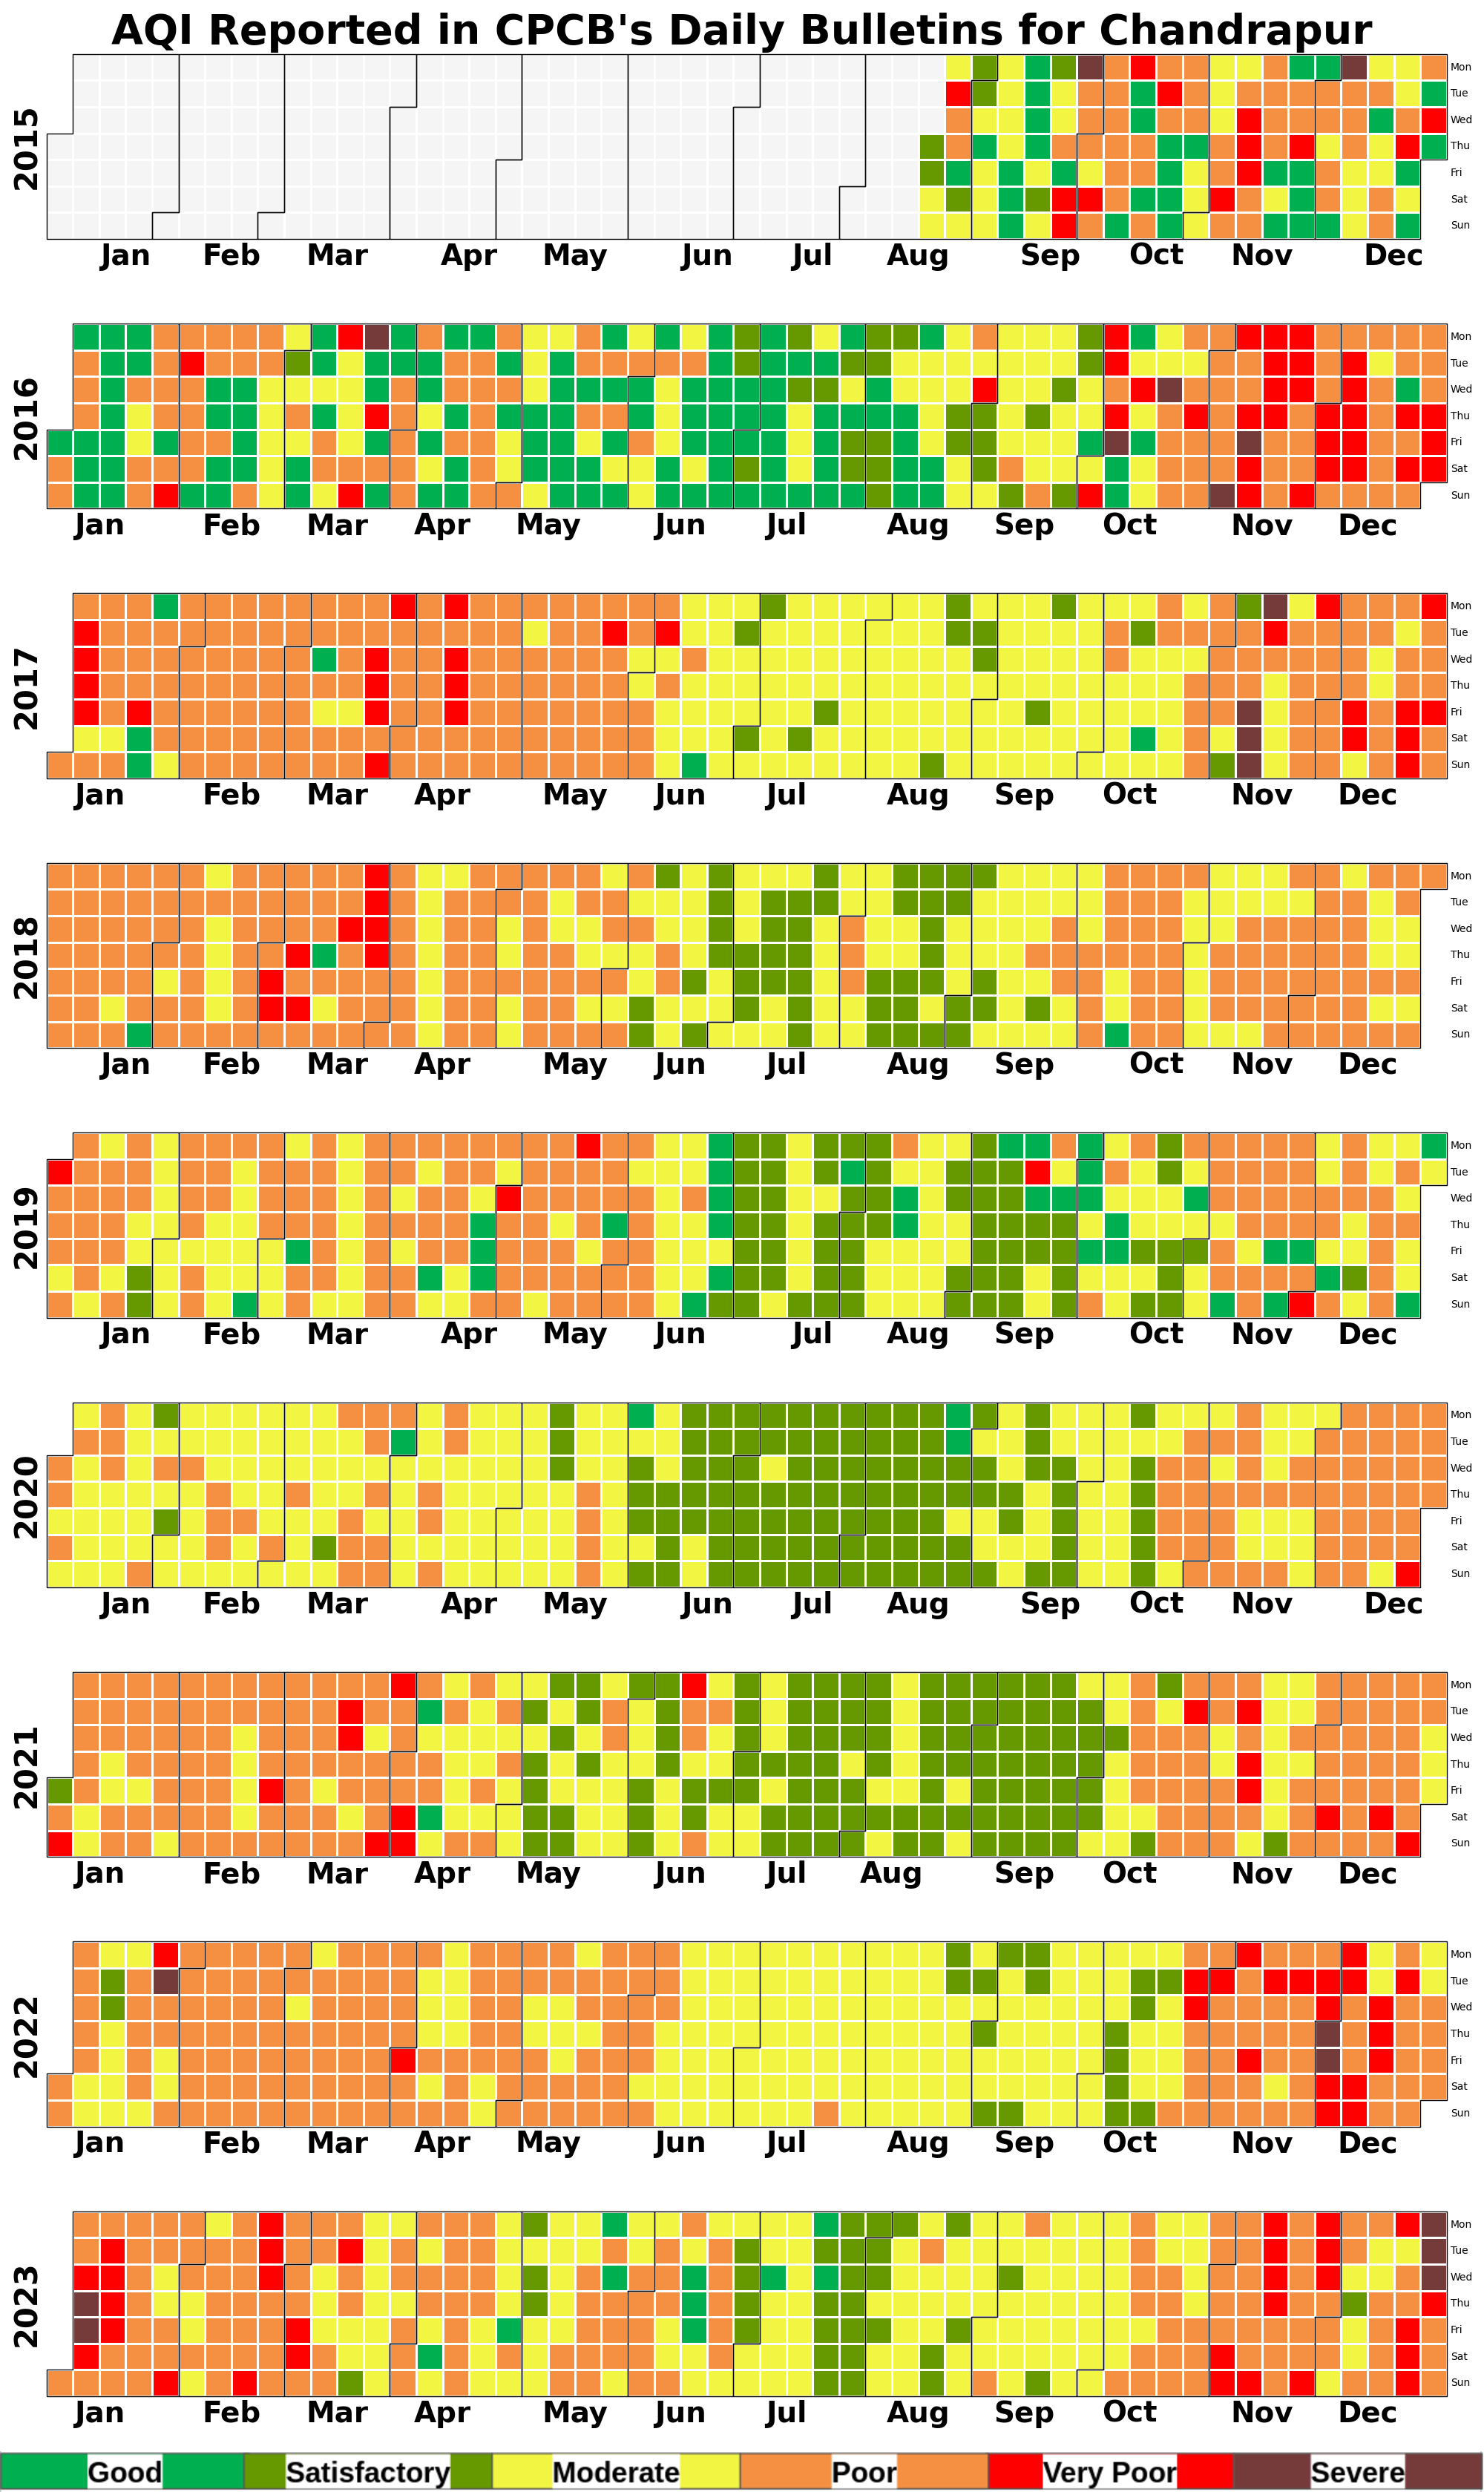 AQI Reported in CPCB's Daily Bulletins for Chandrapur
2015
Mon
Tue
Wed
Thu
Fri
Sat
Sun
Jan Feb Mar Apr May Jun Jul Aug Sep Oct Nov Dec
2016
Mon
Tue
Wed
Thu
Fri
Sat
Sun
Jan Feb Mar Apr May Jun Jul Aug Sep Oct Nov Dec
2017
Mon
Tue
Wed
Thu
Fri
Sat
Sun
Jan Feb Mar Apr May Jun Jul Aug Sep Oct Nov Dec
2018
Mon
Tue
Wed
Thu
Fri
Sat
Sun
Jan Feb Mar Apr May Jun Jul Aug Sep Oct Nov Dec
2019
Mon
Tue
Wed
Thu
Fri
Sat
Sun
Jan Feb Mar Apr May Jun Jul Aug Sep Oct Nov Dec
2020
Mon
Tue
Wed
Thu
Fri
Sat
Sun
Jan Feb Mar Apr May Jun Jul Aug Sep Oct Nov Dec
2021
Mon
Tue
Wed
Thu
Fri
Sat
Sun
Jan Feb Mar Apr May Jun Jul Aug Sep Oct Nov Dec
2022
Mon
Tue
Wed
Thu
Fri
Sat
Sun
Jan Feb Mar Apr May Jun Jul Aug Sep Oct Nov Dec
2023
Mon
Tue
Wed
Thu
Fri
Sat
Sun
Jan Feb Mar Apr May Jun Jul Aug Sep Oct Nov Dec
Good Satisfactory Moderate Poor Very Poor Severe